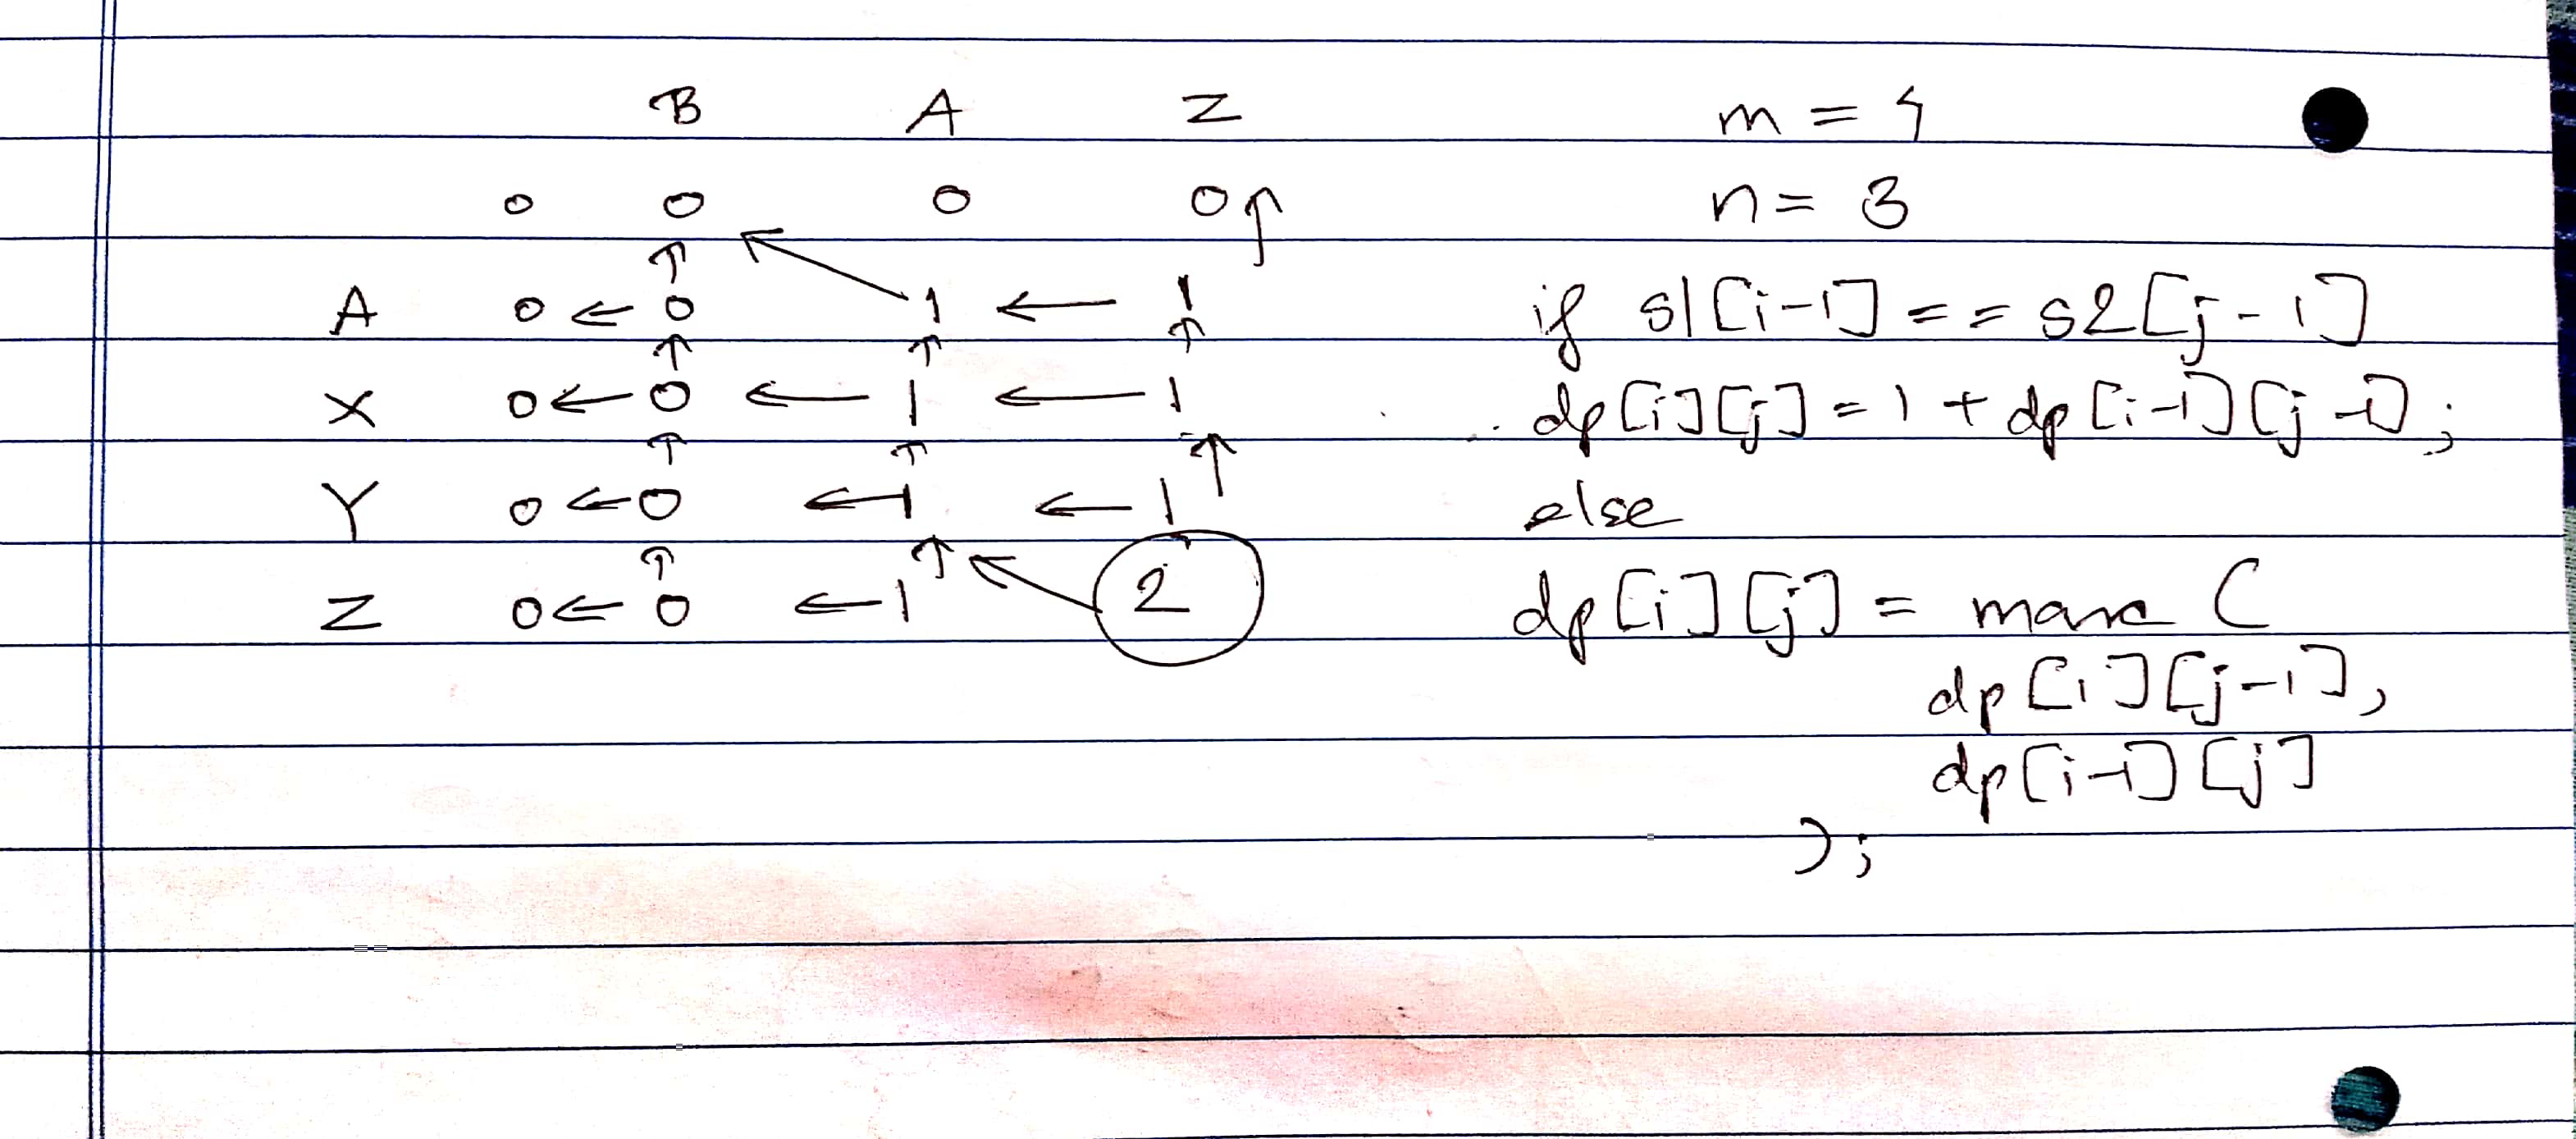 B A Z m = 4
0 0 0 0 ↑ n = 3
↑ ↖
A 0 ← 0 1 ← 1 if s1[i-1] == s2[j-1]
↑ ↑ ↑
X 0 ← 0 ← 1 ← 1 dp[i][j] = 1 + dp[i-1][j-1];
↑ ↑ ↑
Y 0 ← 0 ← 1 ← 1 else
↑ ↑ ↖
Z 0 ← 0 ← 1 2 dp[i][j] = max (
dp[i][j-1],
dp[i-1][j]
);